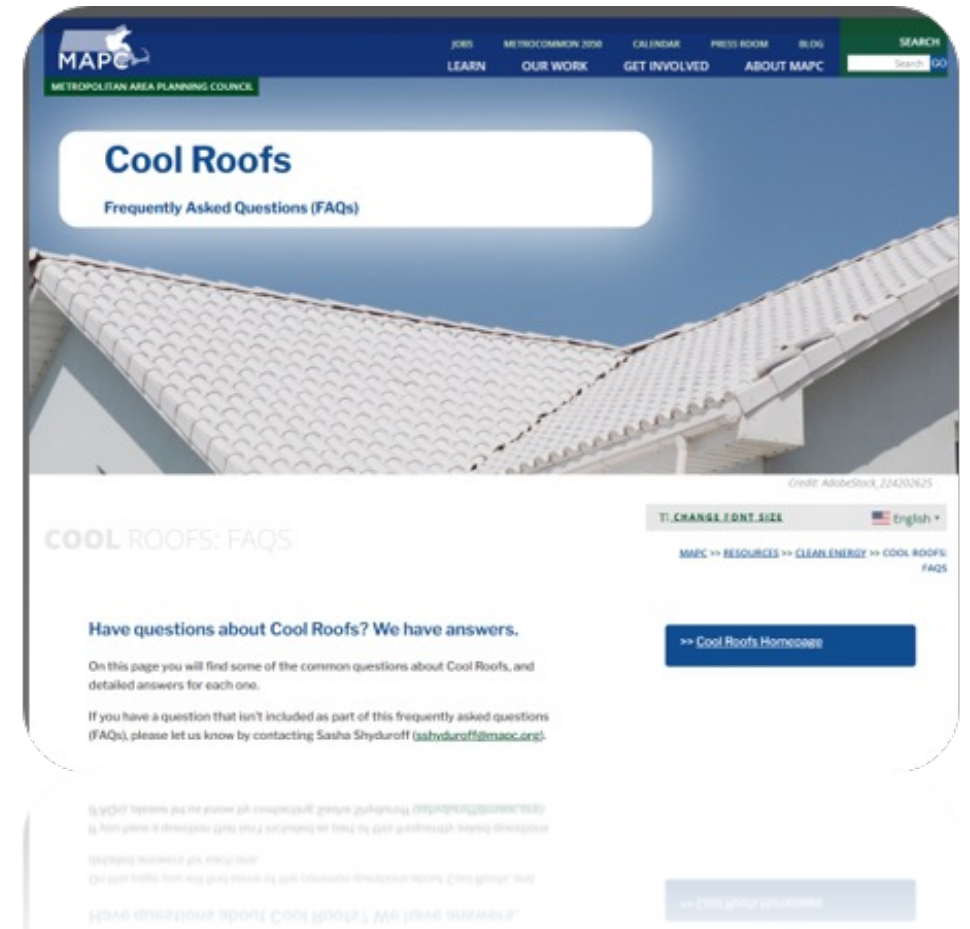 JOBS METROCOMMON 2050 CALENDAR PRESS ROOM BLOG SEARCH
MAPC
LEARN OUR WORK GET INVOLVED ABOUT MAPC Search GO
METROPOLITAN AREA PLANNING COUNCIL
Cool Roofs
Frequently Asked Questions (FAQs)
Credit: AdobeStock_224202625
CHANGE FONT SIZE English
COOL ROOFS: FAQS
MAPC >> RESOURCES >> CLEAN ENERGY >> COOL ROOFS:
FAQS
Have questions about Cool Roofs? We have answers.
>> Cool Roofs Homepage
On this page you will find some of the common questions about Cool Roofs, and
detailed answers for each one.
If you have a question that isn't included as part of this frequently asked questions
(FAQs), please let us know by contacting Sasha Shyduroff (sshyduroff@mapc.org).